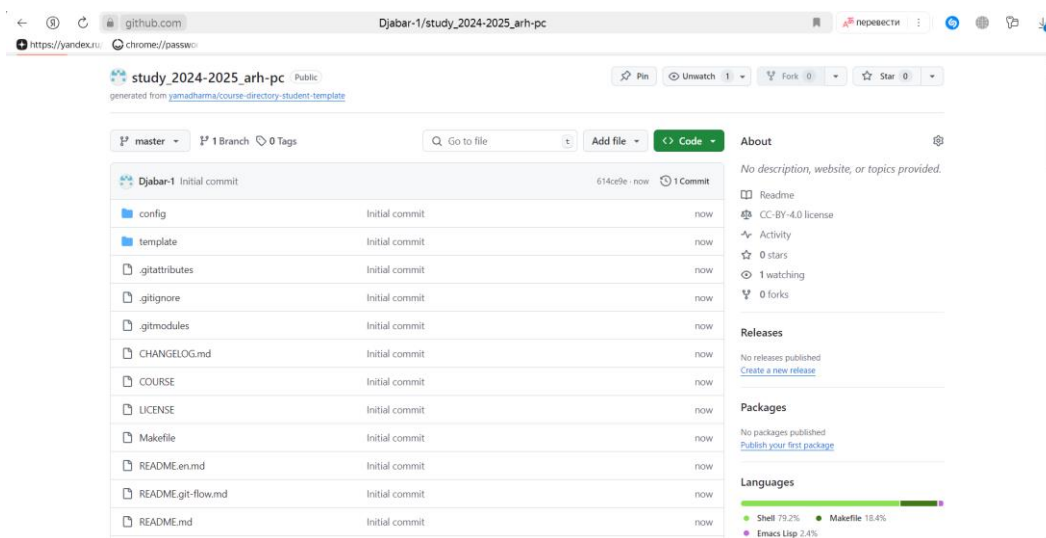 Я github.com Djabar-1/study_2024-2025_arh-pc перевести
https://yandex.ru/ chrome://passwor
study_2024-2025_arh-pc Public Pin Unwatch 1 Fork 0 Star 0
generated from yamadharma/course-directory-student-template
master 1 Branch 0 Tags Go to file t Add file Code
Djabar-1 Initial commit 614ce9e · now 1 Commit
config Initial commit now
template Initial commit now
.gitattributes Initial commit now
.gitignore Initial commit now
.gitmodules Initial commit now
CHANGELOG.md Initial commit now
COURSE Initial commit now
LICENSE Initial commit now
Makefile Initial commit now
README.en.md Initial commit now
README.git-flow.md Initial commit now
README.md Initial commit now
About
No description, website, or topics provided.
Readme
CC-BY-4.0 license
Activity
0 stars
1 watching
0 forks
Releases
No releases published
Create a new release
Packages
No packages published
Publish your first package
Languages
Shell 79.2% Makefile 18.4%
Emacs Lisp 2.4%